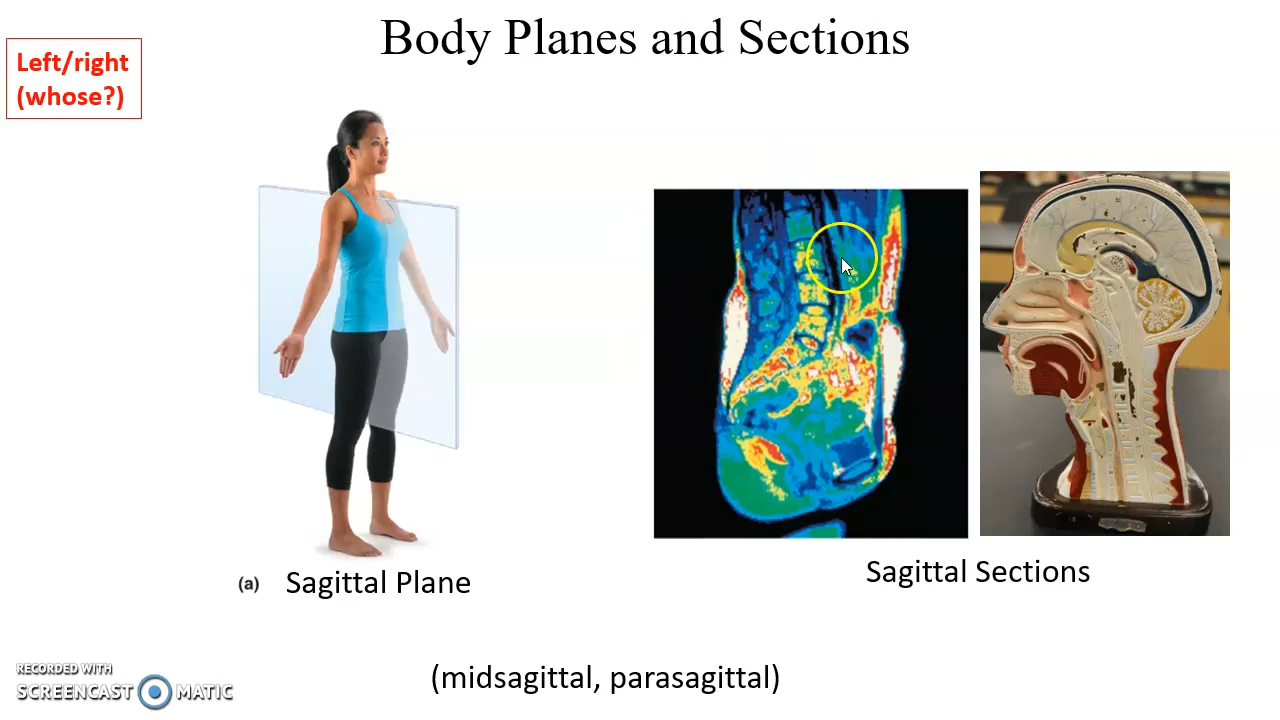 Body Planes and Sections
Left/right
(whose?)
(a) Sagittal Plane
Sagittal Sections
(midsagittal, parasagittal)
RECORDED WITH
SCREENCAST MATIC